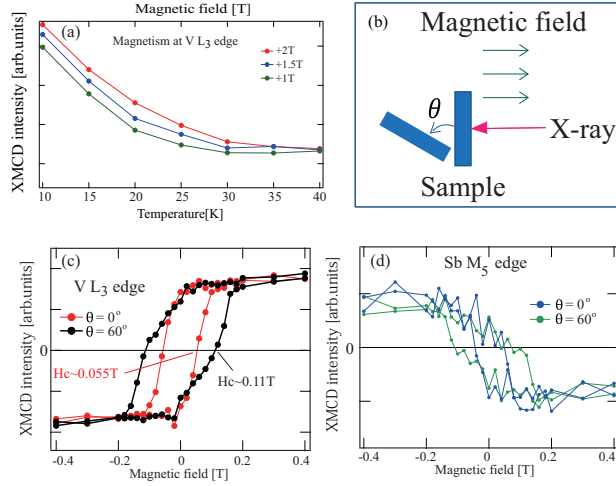 Magnetic field [T]
(a)
Magnetism at V L3 edge
+2T
+1.5T
+1T
XMCD intensity [arb.units]
10 15 20 25 30 35 40
Temperature[K]
(b)
Magnetic field
θ
X-ray
Sample
(c)
V L3 edge
θ = 0°
θ = 60°
Hc~0.055T
Hc~0.11T
XMCD intensity [arb.units]
0
-0.4 -0.2 0 0.2 0.4
Magnetic field [T]
Sb M5 edge
(d)
θ = 0°
θ = 60°
XMCD intensity [arb.units]
0
-0.4 -0.2 0 0.2 0.4
Magnetic field [T]